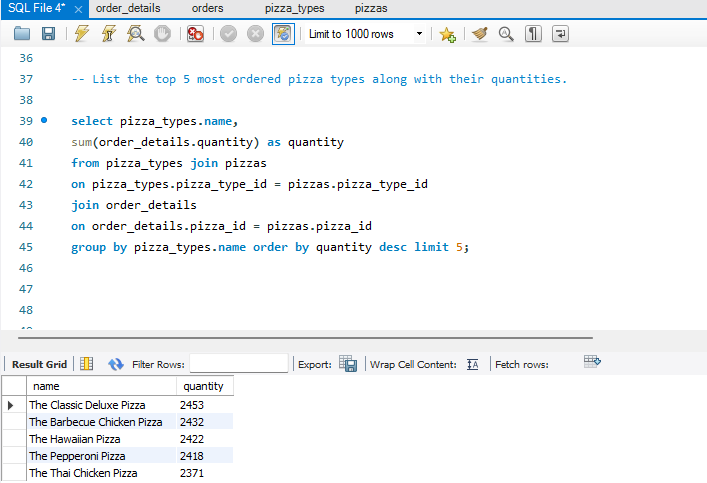 SQL File 4* order_details orders pizza_types pizzas
Limit to 1000 rows
36
37 -- List the top 5 most ordered pizza types along with their quantities.
38
39 select pizza_types.name,
40 sum(order_details.quantity) as quantity
41 from pizza_types join pizzas
42 on pizza_types.pizza_type_id = pizzas.pizza_type_id
43 join order_details
44 on order_details.pizza_id = pizzas.pizza_id
45 group by pizza_types.name order by quantity desc limit 5;
46
47
48
Result Grid Filter Rows: Export: Wrap Cell Content: Fetch rows:
name quantity
The Classic Deluxe Pizza 2453
The Barbecue Chicken Pizza 2432
The Hawaiian Pizza 2422
The Pepperoni Pizza 2418
The Thai Chicken Pizza 2371